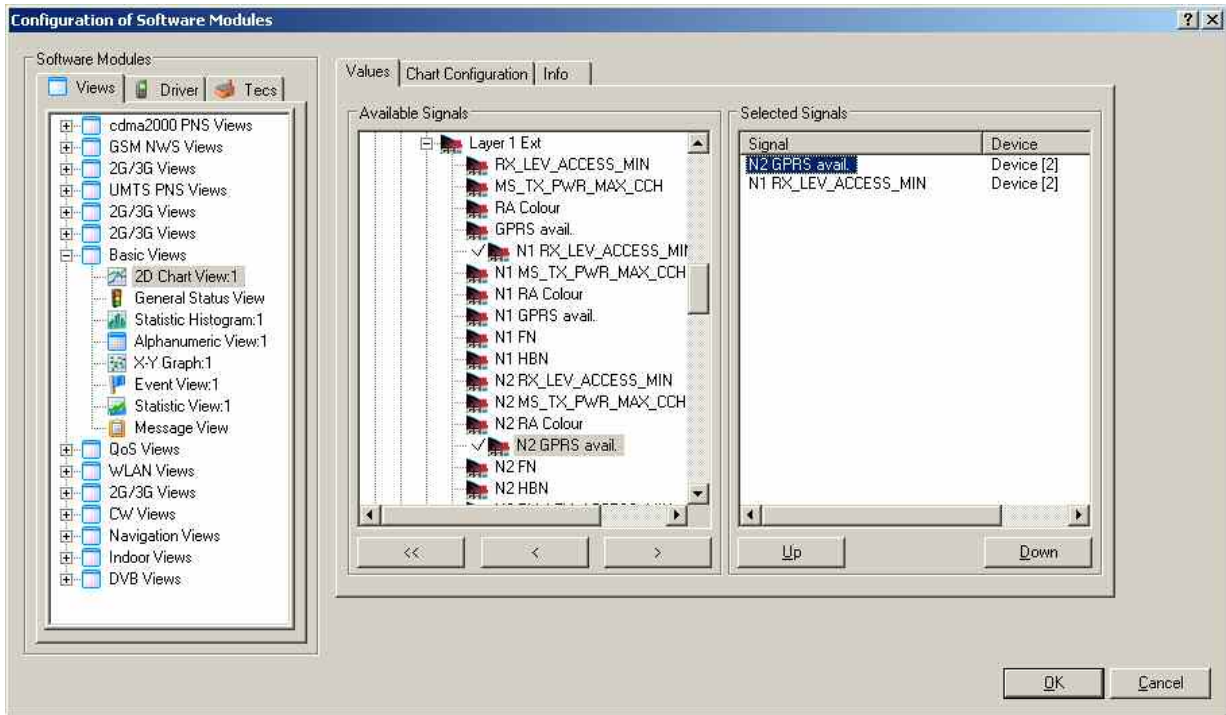 Configuration of Software Modules
? ×
Software Modules
Views
Driver
Tecs
cdma2000 PNS Views
GSM NWS Views
2G/3G Views
UMTS PNS Views
2G/3G Views
2G/3G Views
Basic Views
2D Chart View:1
General Status View
Statistic Histogram:1
Alphanumeric View:1
X-Y Graph:1
Event View:1
Statistic View:1
Message View
QoS Views
WLAN Views
2G/3G Views
CW Views
Navigation Views
Indoor Views
DVB Views
Values
Chart Configuration
Info
Available Signals
Layer 1 Ext
RX_LEV_ACCESS_MIN
MS_TX_PWR_MAX_CCH
RA Colour
GPRS avail.
N1 RX_LEV_ACCESS_MI
N1 MS_TX_PWR_MAX_CCH
N1 RA Colour
N1 GPRS avail.
N1 FN
N1 HBN
N2 RX_LEV_ACCESS_MIN
N2 MS_TX_PWR_MAX_CCH
N2 RA Colour
N2 GPRS avail.
N2 FN
N2 HBN
<<
<
>
Selected Signals
Signal Device
N2 GPRS avail. Device [2]
N1 RX_LEV_ACCESS_MIN Device [2]
Up
Down
OK
Cancel